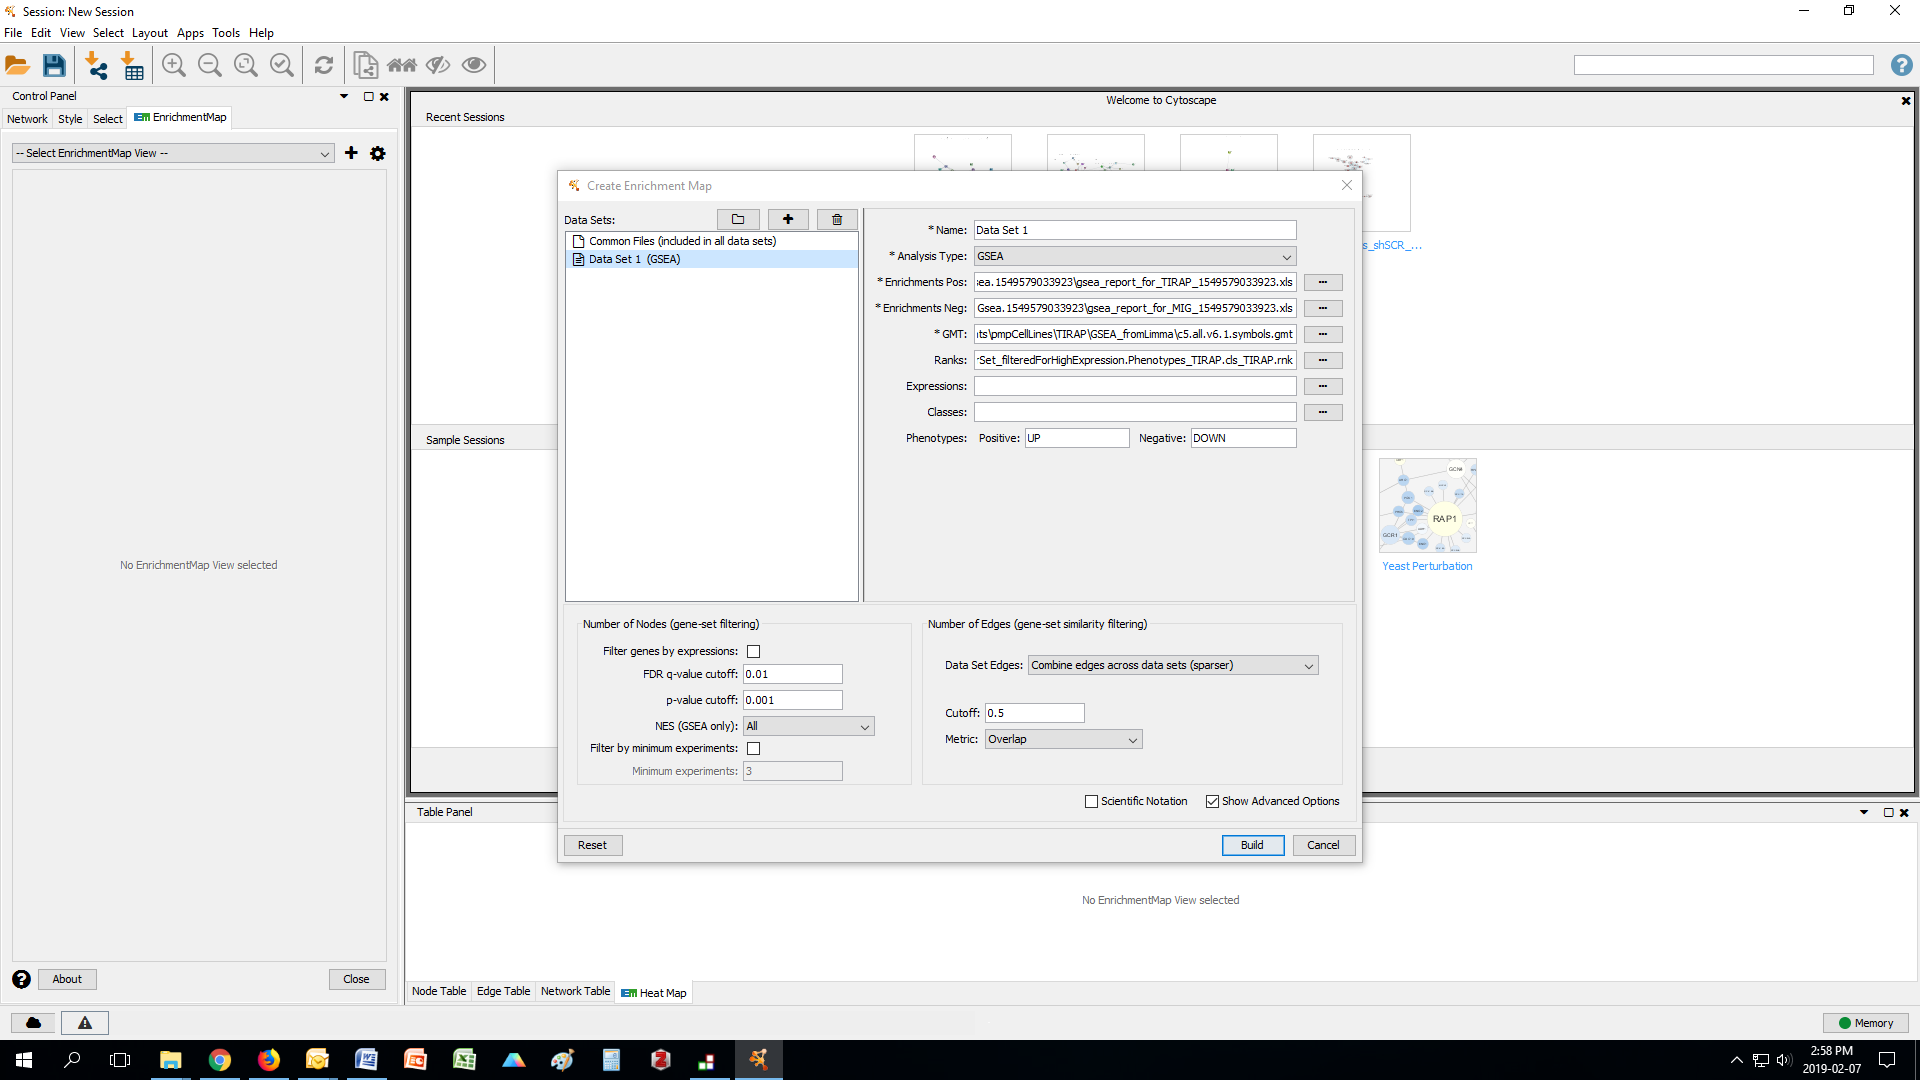 Session: New Session
File Edit View Select Layout Apps Tools Help
Control Panel
Network Style Select EnrichmentMap
-- Select EnrichmentMap View --
No EnrichmentMap View selected
About
Close
Welcome to Cytoscape
Recent Sessions
s_shSCR_...
Sample Sessions
RAP1
GCN4
GCR1
Yeast Perturbation
Create Enrichment Map
Data Sets:
Common Files (included in all data sets)
Data Set 1 (GSEA)
* Name: Data Set 1
* Analysis Type: GSEA
* Enrichments Pos: sea.1549579033923\gsea_report_for_TIRAP_1549579033923.xls ...
* Enrichments Neg: Gsea.1549579033923\gsea_report_for_MIG_1549579033923.xls ...
* GMT: ts\pmpCellLines\TIRAP\GSEA_fromLimma\c5.all.v6.1.symbols.gmt ...
Ranks: Set_filteredForHighExpression.Phenotypes_TIRAP.cls_TIRAP.rnk ...
Expressions: ...
Classes: ...
Phenotypes: Positive: UP Negative: DOWN
Number of Nodes (gene-set filtering)
Filter genes by expressions:
FDR q-value cutoff: 0.01
p-value cutoff: 0.001
NES (GSEA only): All
Filter by minimum experiments:
Minimum experiments: 3
Number of Edges (gene-set similarity filtering)
Data Set Edges: Combine edges across data sets (sparser)
Cutoff: 0.5
Metric: Overlap
Scientific Notation Show Advanced Options
Reset Build Cancel
Table Panel
No EnrichmentMap View selected
Node Table Edge Table Network Table Heat Map
Memory
2:58 PM
2019-02-07